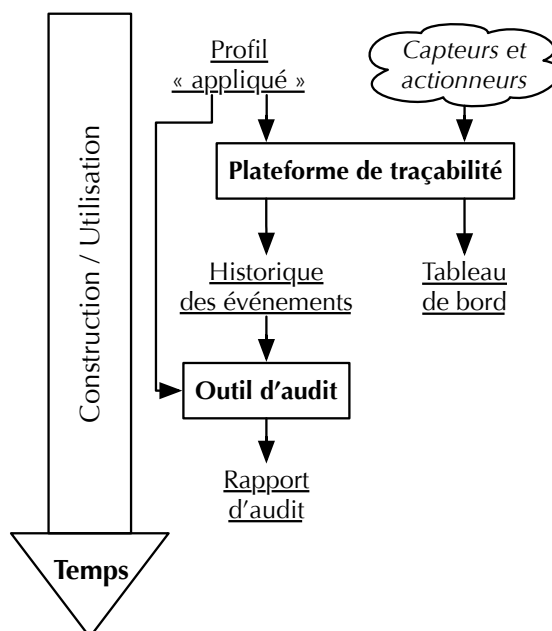 Profil
« appliqué »
Capteurs et
actionneurs
Plateforme de traçabilité
Construction / Utilisation
Historique
des événements
Tableau
de bord
Outil d’audit
Rapport
d’audit
Temps